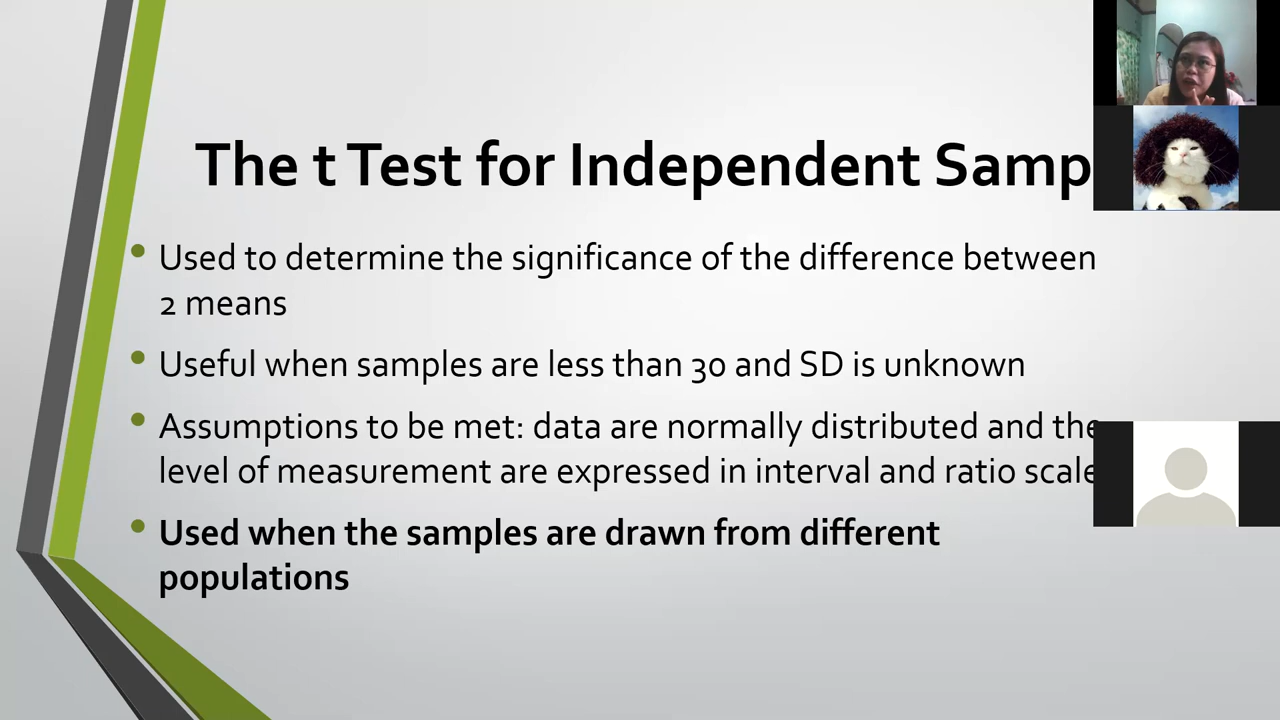 The t Test for Independent Samp
Used to determine the significance of the difference between
2 means
Useful when samples are less than 30 and SD is unknown
Assumptions to be met: data are normally distributed and the
level of measurement are expressed in interval and ratio scale
Used when the samples are drawn from different
populations